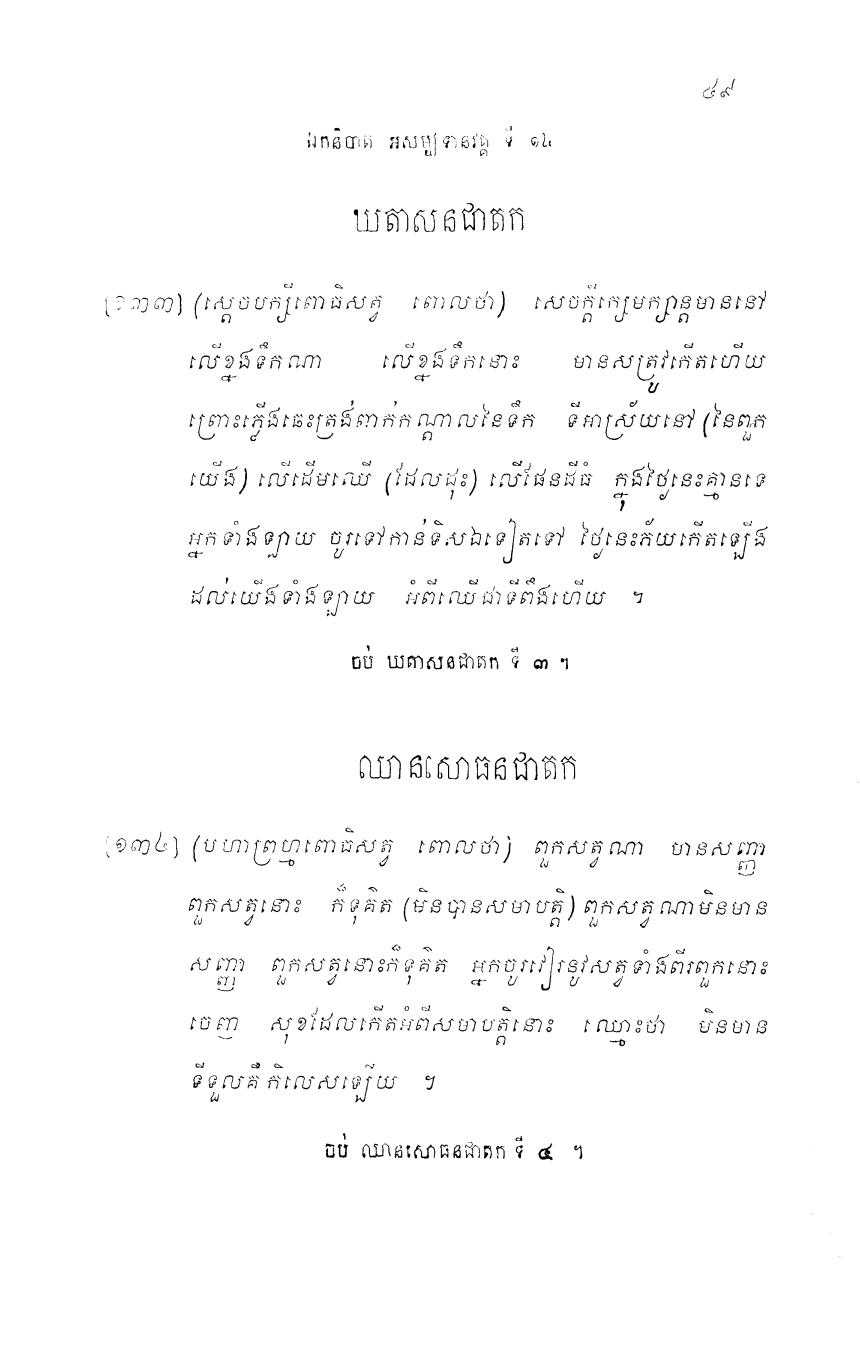 ៤៩
ឯកនិបាត អសម្បទានវគ្គ ទី ១៤
ឃតាសនជាតក
[១៣៣] (ស្តេចបក្សីពោធិសត្វ ពោលថា) សេចក្តីក្សេមក្សាន្តមាននៅ
លើខ្នងទឹកណា លើខ្នងទឹកនោះ មានសត្រូវកើតហើយ
ព្រោះភ្លើងឆេះត្រង់ពាក់កណ្តាលនៃទឹក ទីអាស្រ័យនៅ (នៃពួក
យើង) លើដើមឈើ (ដែលដុះ) លើផែនដីធំ ក្នុងថ្ងៃនេះគ្មានទេ
អ្នកទាំងឡាយ ចូរទៅកាន់ទិសឯទៀតទៅ ថ្ងៃនេះភ័យកើតឡើង
ដល់យើងទាំងឡាយ អំពីឈើជាទីពឹងហើយ ។
ចប់ ឃតាសនជាតក ទី ៣ ។
ឈានសោធនជាតក
[១៣៤] (មហាព្រហ្មពោធិសត្វ ពោលថា) ពួកសត្វណា មានសញ្ញា
ពួកសត្វនោះ ក៏ទុគ៌ត (មិនបានសមាបត្តិ) ពួកសត្វណាមិនមាន
សញ្ញា ពួកសត្វនោះក៏ទុគ៌ត អ្នកចូរវៀរនូវសត្វទាំងពីរពួកនោះ
ចេញ សុខដែលកើតអំពីសមាបត្តិនោះ ឈ្មោះថា មិនមាន
ទីទួលគឺកិលេសឡើយ ។
ចប់ ឈានសោធនជាតក ទី ៤ ។